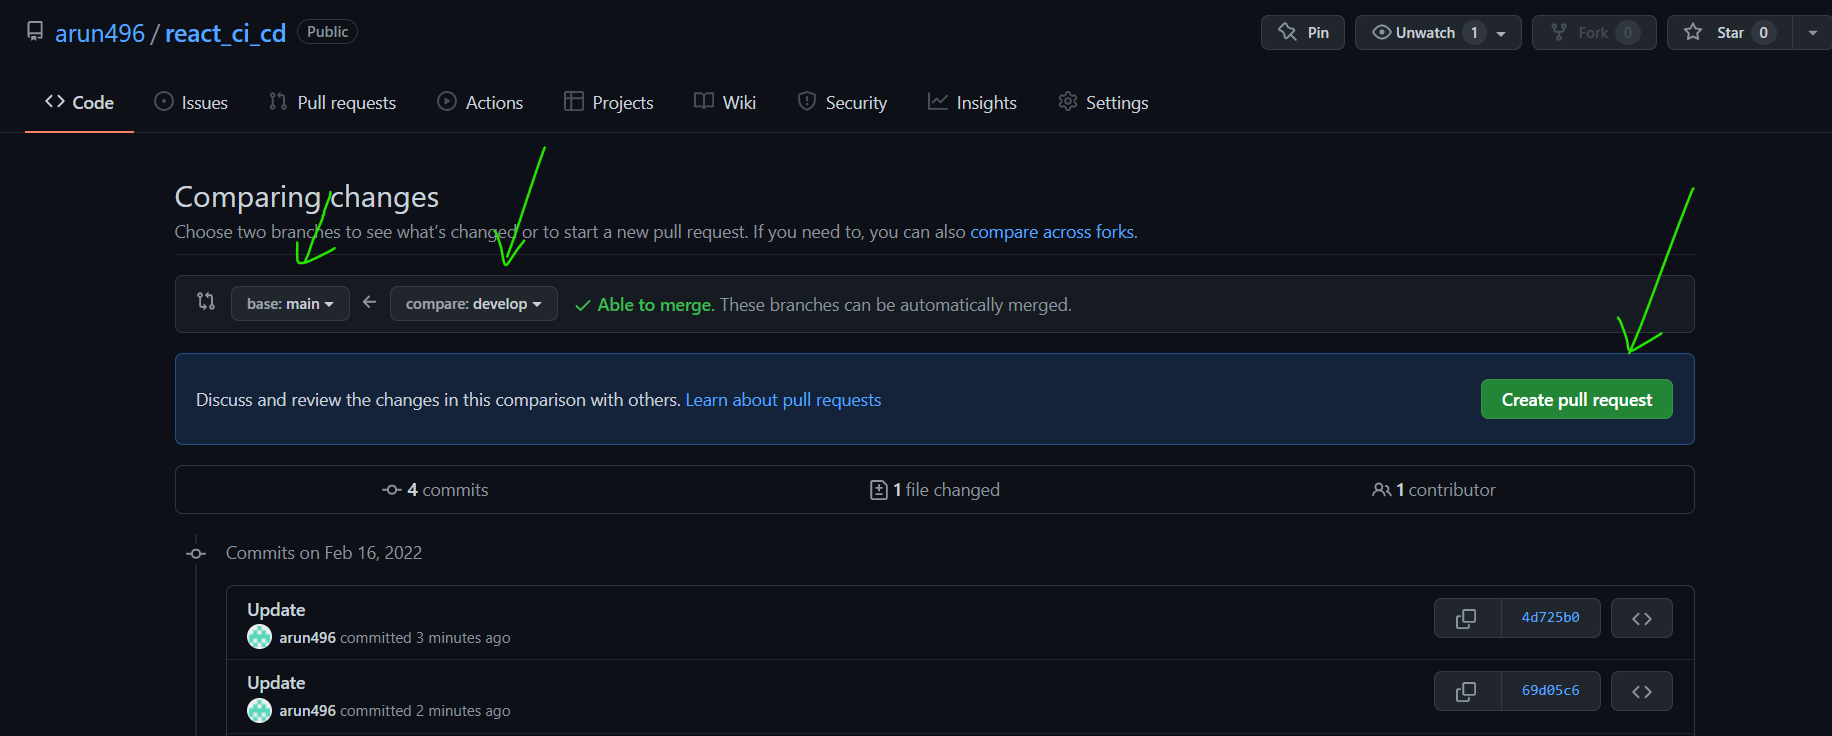 arun496 / react_ci_cd Public Pin Unwatch 1 Fork 0 Star 0
Code Issues Pull requests Actions Projects Wiki Security Insights Settings
Comparing changes
Choose two branches to see what's changed or to start a new pull request. If you need to, you can also compare across forks.
base: main compare: develop Able to merge. These branches can be automatically merged.
Discuss and review the changes in this comparison with others. Learn about pull requests Create pull request
4 commits 1 file changed 1 contributor
Commits on Feb 16, 2022
Update
arun496 committed 3 minutes ago 4d725b0
Update
arun496 committed 2 minutes ago 69d05c6